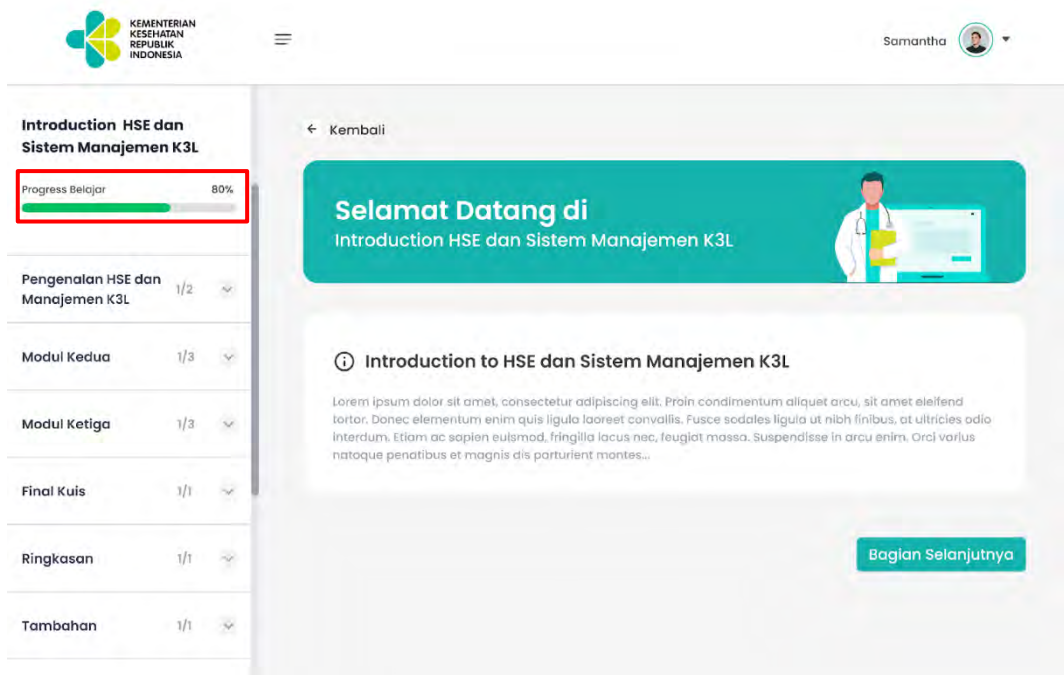 KEMENTERIAN
KESEHATAN
REPUBLIK
INDONESIA
Samantha
Introduction HSE dan
Sistem Manajemen K3L
Progress Belajar 80%
Pengenalan HSE dan
Manajemen K3L
1/2
Modul Kedua 1/3
Modul Ketiga 1/3
Final Kuis 1/1
Ringkasan 1/1
Tambahan 1/1
← Kembali
Selamat Datang di
Introduction HSE dan Sistem Manajemen K3L
Introduction to HSE dan Sistem Manajemen K3L
Lorem ipsum dolor sit amet, consectetur adipiscing elit. Proin condimentum aliquet arcu, sit amet eleifend
tortor. Donec elementum enim quis ligula laoreet convallis. Fusce sodales ligula ut nibh finibus, at ultricies odio
interdum. Etiam ac sapien euismod, fringilla lacus nec, feugiat massa. Suspendisse in arcu enim. Orci varius
natoque penatibus et magnis dis parturient montes...
Bagian Selanjutnya